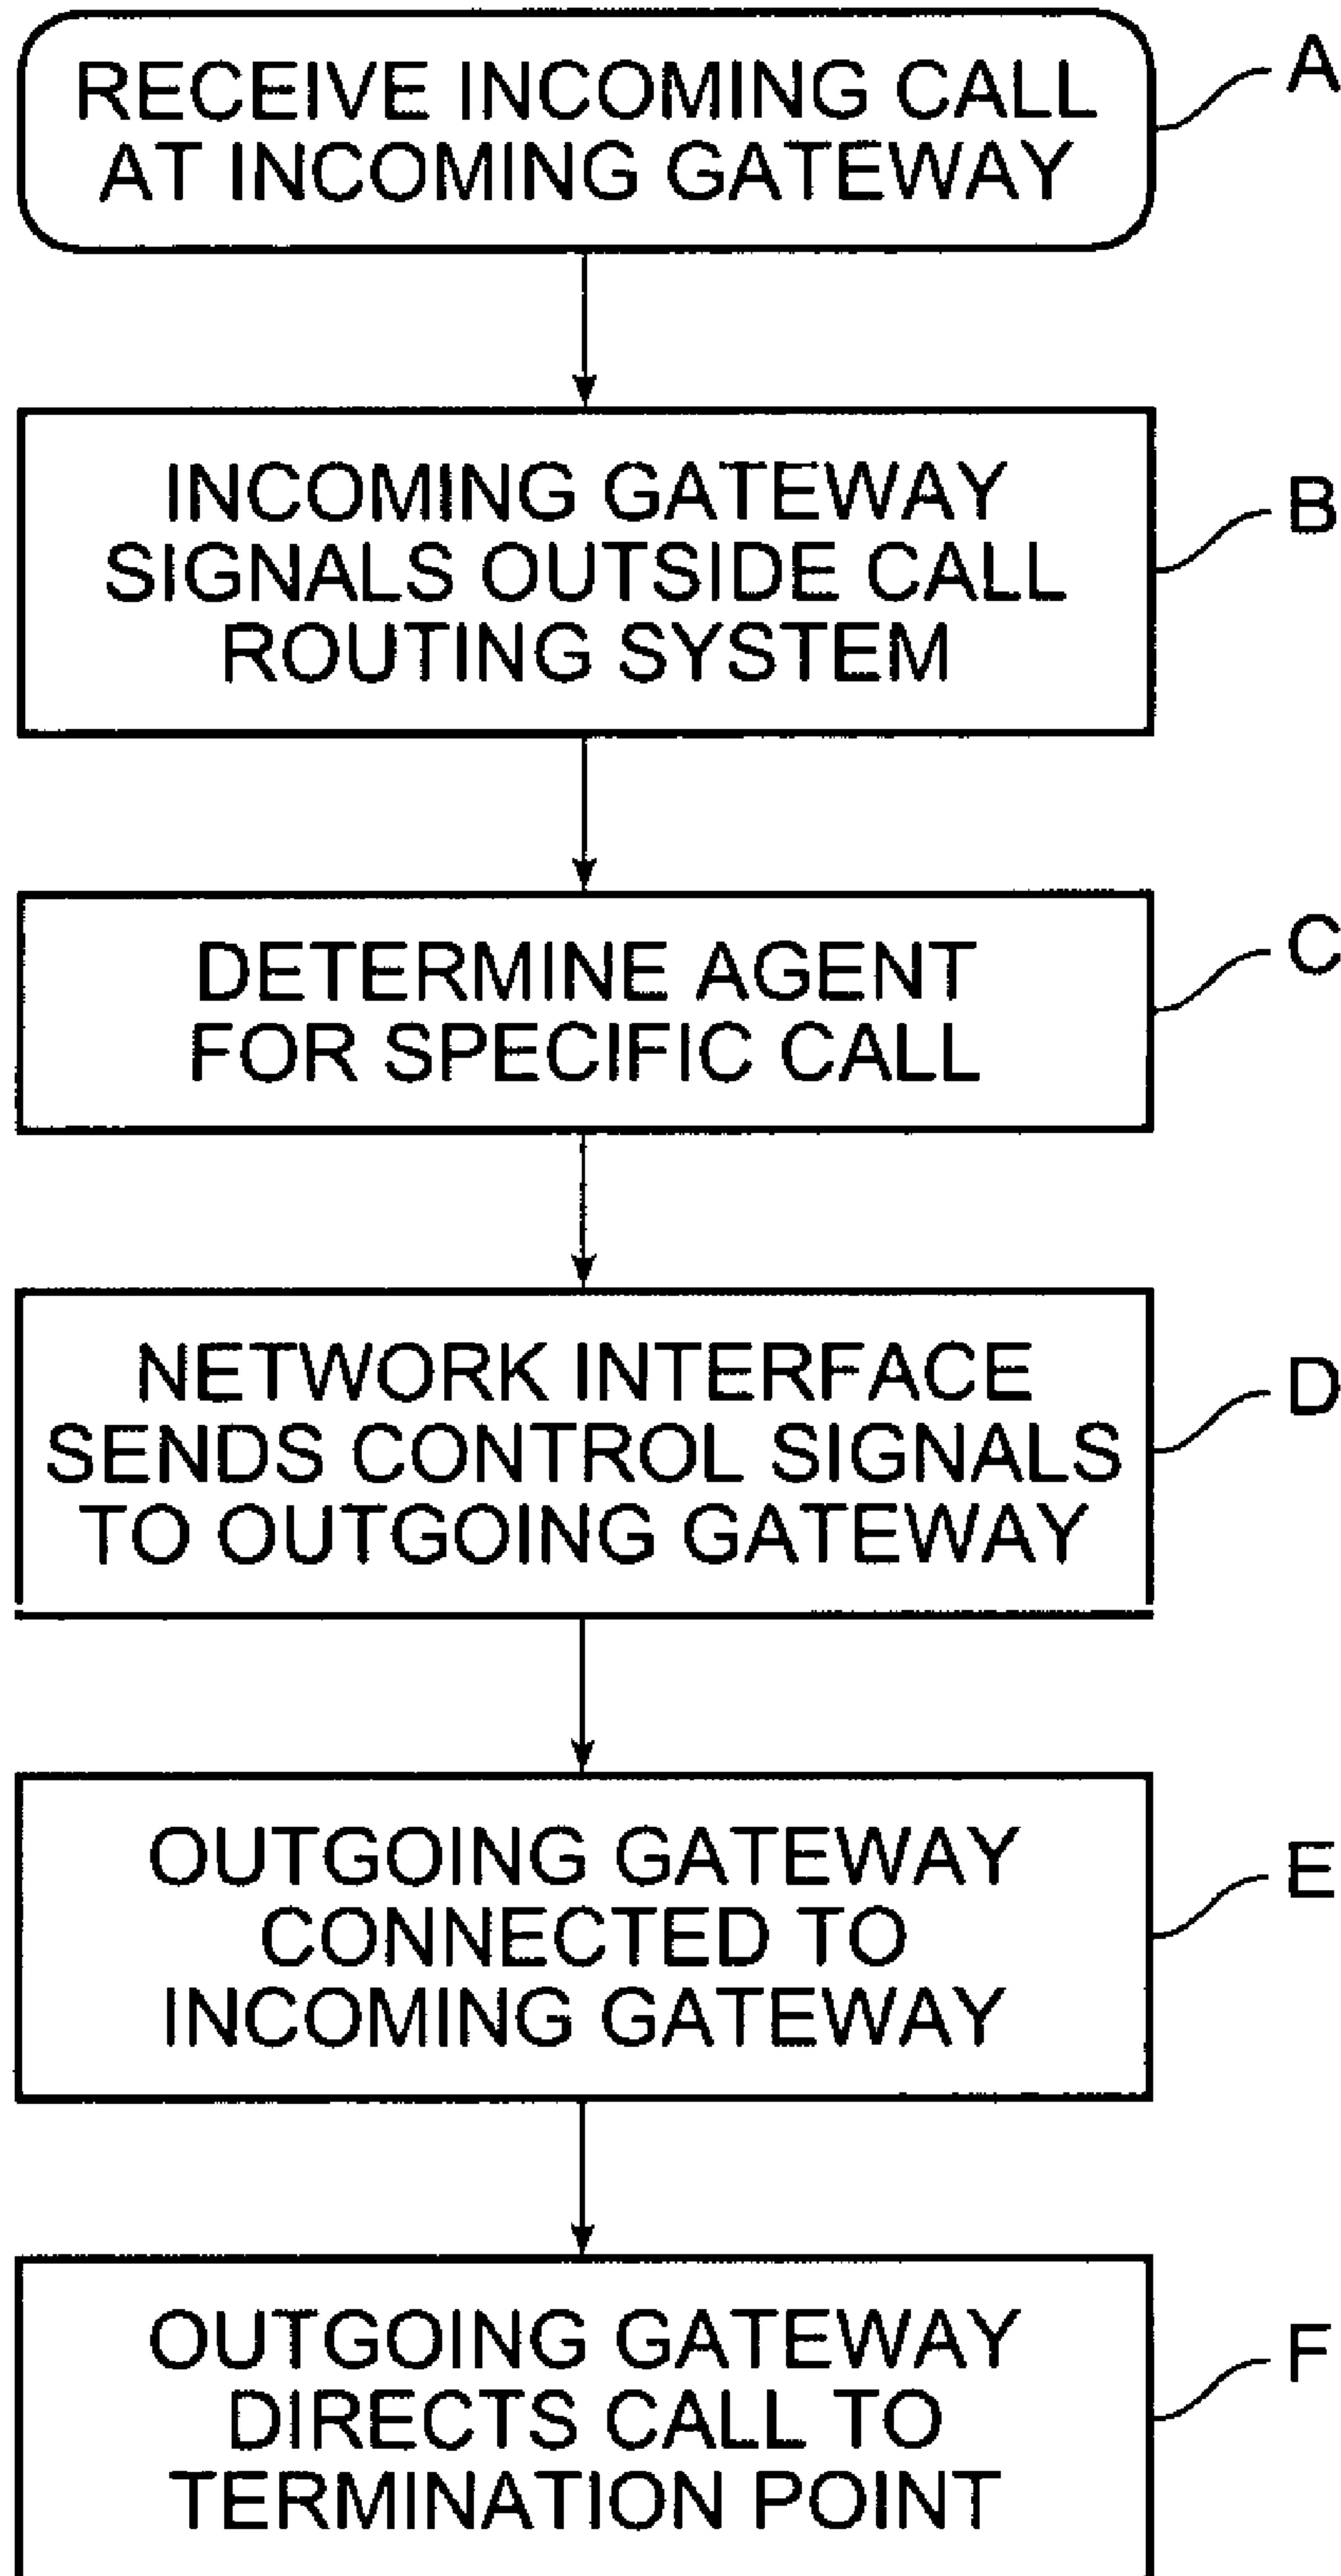 RECEIVE INCOMING CALL
AT INCOMING GATEWAY
A
INCOMING GATEWAY
SIGNALS OUTSIDE CALL
ROUTING SYSTEM
B
DETERMINE AGENT
FOR SPECIFIC CALL
C
NETWORK INTERFACE
SENDS CONTROL SIGNALS
TO OUTGOING GATEWAY
D
OUTGOING GATEWAY
CONNECTED TO
INCOMING GATEWAY
E
OUTGOING GATEWAY
DIRECTS CALL TO
TERMINATION POINT
F